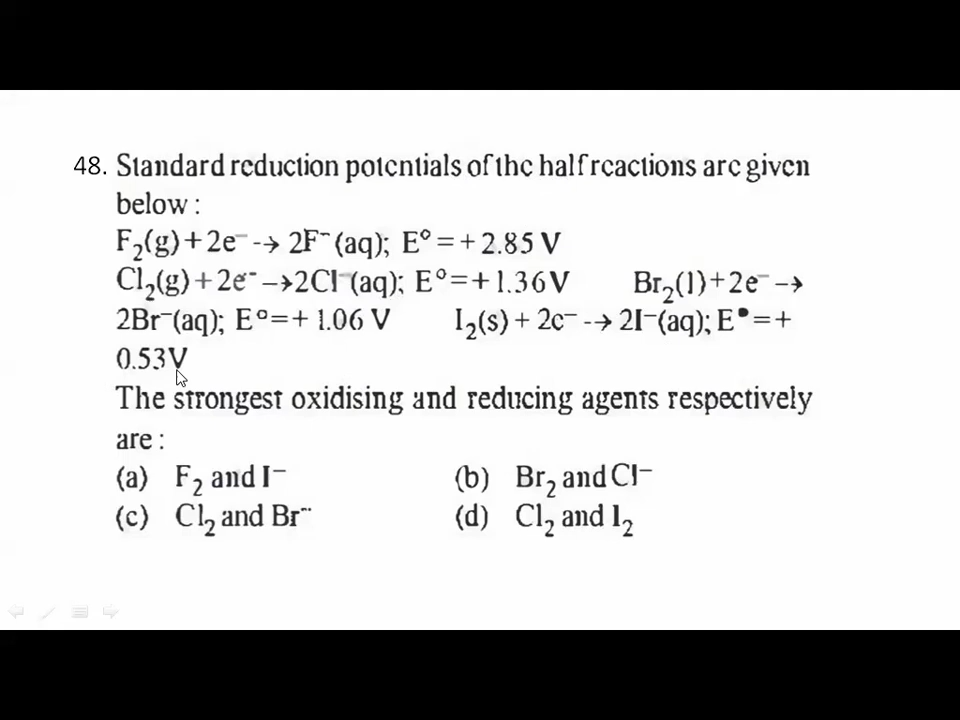 48. Standard reduction potentials of the half reactions are given
below :
F₂(g) + 2e⁻ → 2F⁻ (aq); E° = + 2.85 V
Cl₂(g) + 2e⁻ →2Cl⁻(aq); E°=+1.36V Br₂(l)+2e⁻ →
2Br⁻(aq); E°=+ 1.06 V I₂(s) + 2e⁻ → 2I⁻(aq); E•=+
0.53V
The strongest oxidising and reducing agents respectively
are :
(a) F₂ and I⁻ (b) Br₂ and Cl⁻
(c) Cl₂ and Br⁻ (d) Cl₂ and I₂